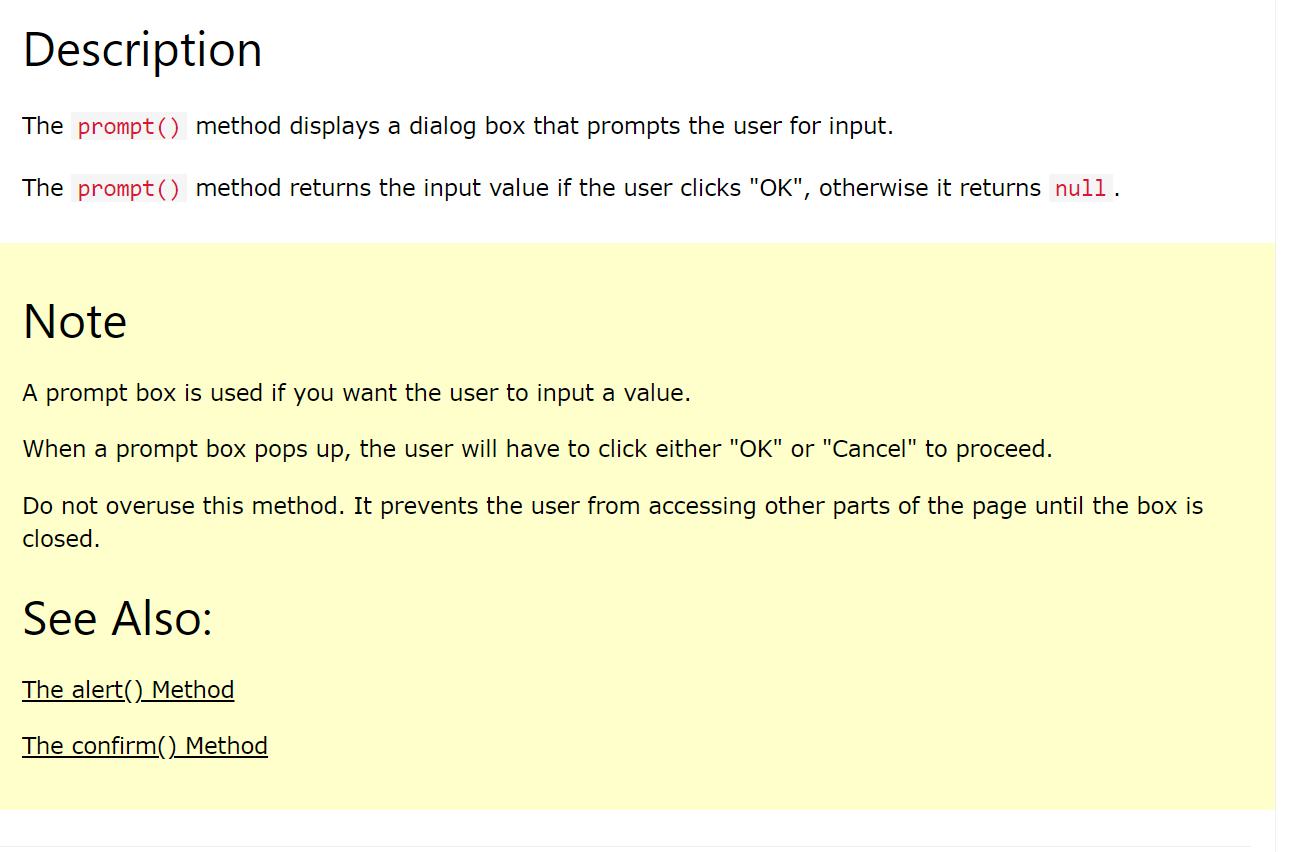 Description
The prompt() method displays a dialog box that prompts the user for input.
The prompt() method returns the input value if the user clicks "OK", otherwise it returns null.
Note
A prompt box is used if you want the user to input a value.
When a prompt box pops up, the user will have to click either "OK" or "Cancel" to proceed.
Do not overuse this method. It prevents the user from accessing other parts of the page until the box is
closed.
See Also:
The alert() Method
The confirm() Method